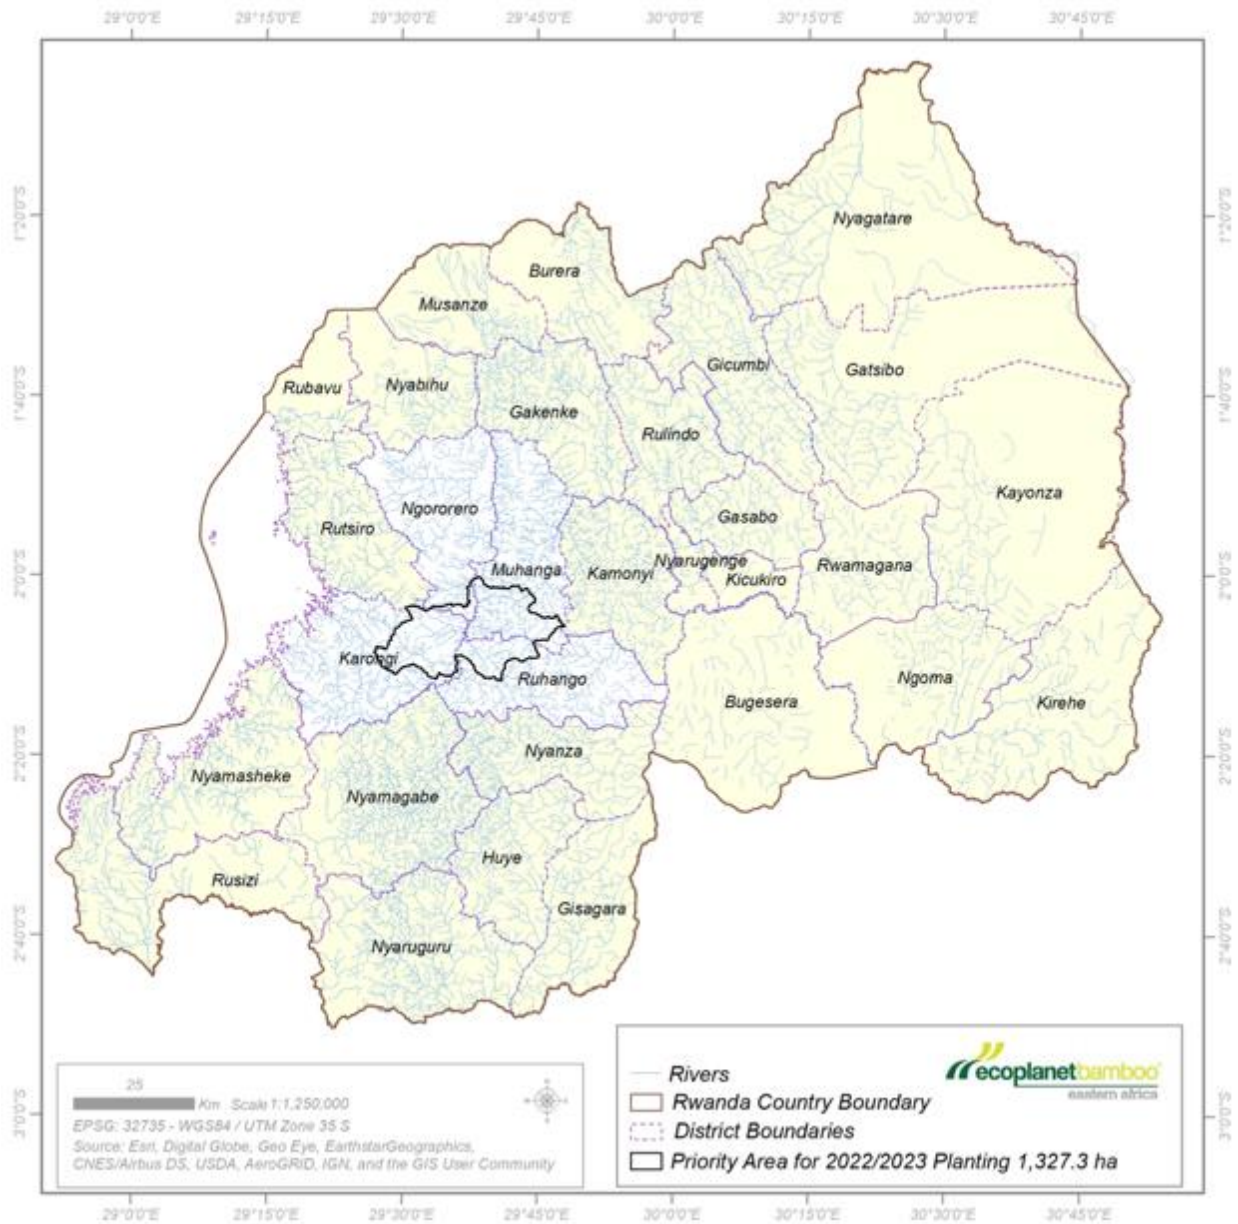 29°0'0"E 29°15'0"E 29°30'0"E 29°45'0"E 30°0'0"E 30°15'0"E 30°30'0"E 30°45'0"E
1°20'0"S 1°20'0"S
1°40'0"S 1°40'0"S
2°0'0"S 2°0'0"S
2°20'0"S 2°20'0"S
2°40'0"S 2°40'0"S
3°0'0"S 3°0'0"S
Nyagatare
Burera
Musanze
Gicumbi
Gatsibo
Rubavu
Nyabihu
Gakenke
Rulindo
Kayonza
Ngororero
Gasabo
Rutsiro
Nyarugenge
Muhanga
Kamonyi
Kicukiro
Rwamagana
Karongi
Ruhango
Ngoma
Bugesera
Kirehe
Nyanza
Nyamasheke
Nyamagabe
Huye
Rusizi
Gisagara
Nyaruguru
25
Km Scale 1:1,250,000
EPSG: 32735 - WGS84 / UTM Zone 35 S
Source: Esri, Digital Globe, Geo Eye, EarthstarGeographics,
CNES/Airbus DS, USDA, AeroGRID, IGN, and the GIS User Community
ecoplanetbamboo
eastern africa
Rivers
Rwanda Country Boundary
District Boundaries
Priority Area for 2022/2023 Planting 1,327.3 ha
29°0'0"E 29°15'0"E 29°30'0"E 29°45'0"E 30°0'0"E 30°15'0"E 30°30'0"E 30°45'0"E